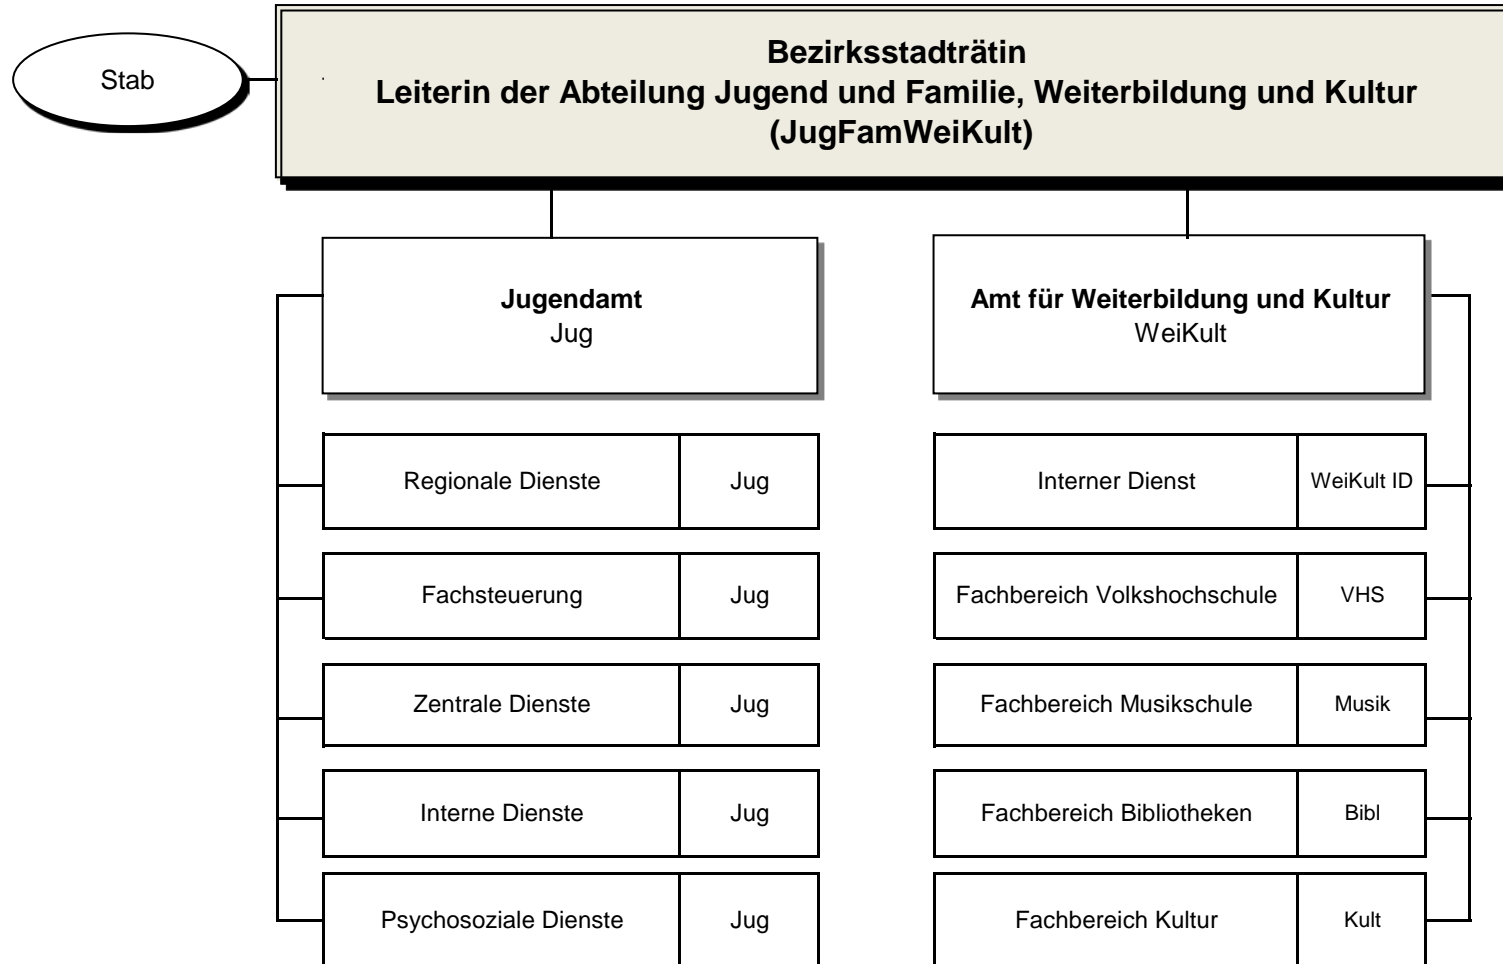 Stab
Bezirksstadträtin
Leiterin der Abteilung Jugend und Familie, Weiterbildung und Kultur
(JugFamWeiKult)
Jugendamt
Jug
Amt für Weiterbildung und Kultur
WeiKult
Regionale Dienste Jug
Interner Dienst WeiKult ID
Fachsteuerung Jug
Fachbereich Volkshochschule VHS
Zentrale Dienste Jug
Fachbereich Musikschule Musik
Interne Dienste Jug
Fachbereich Bibliotheken Bibl
Psychosoziale Dienste Jug
Fachbereich Kultur Kult